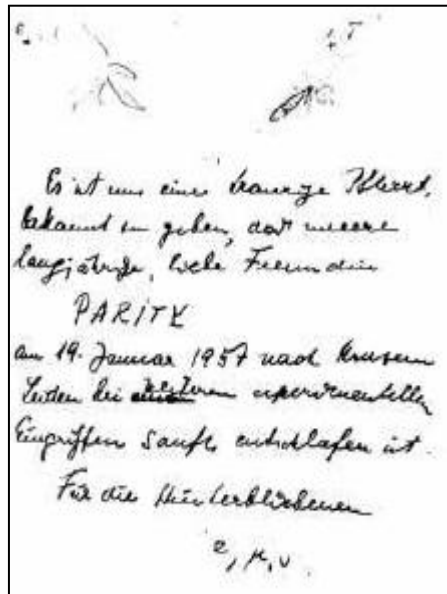 Es ist uns eine traurige Pflicht,
bekannt zu geben, daß unsere
langjährige, liebe Freundin
PARITY
am 19. Januar 1957 nach kurzem
Leiden bei weiteren experimentellen
Eingriffen sanft entschlafen ist.
Für die Hinterbliebenen
e, μ, ν.